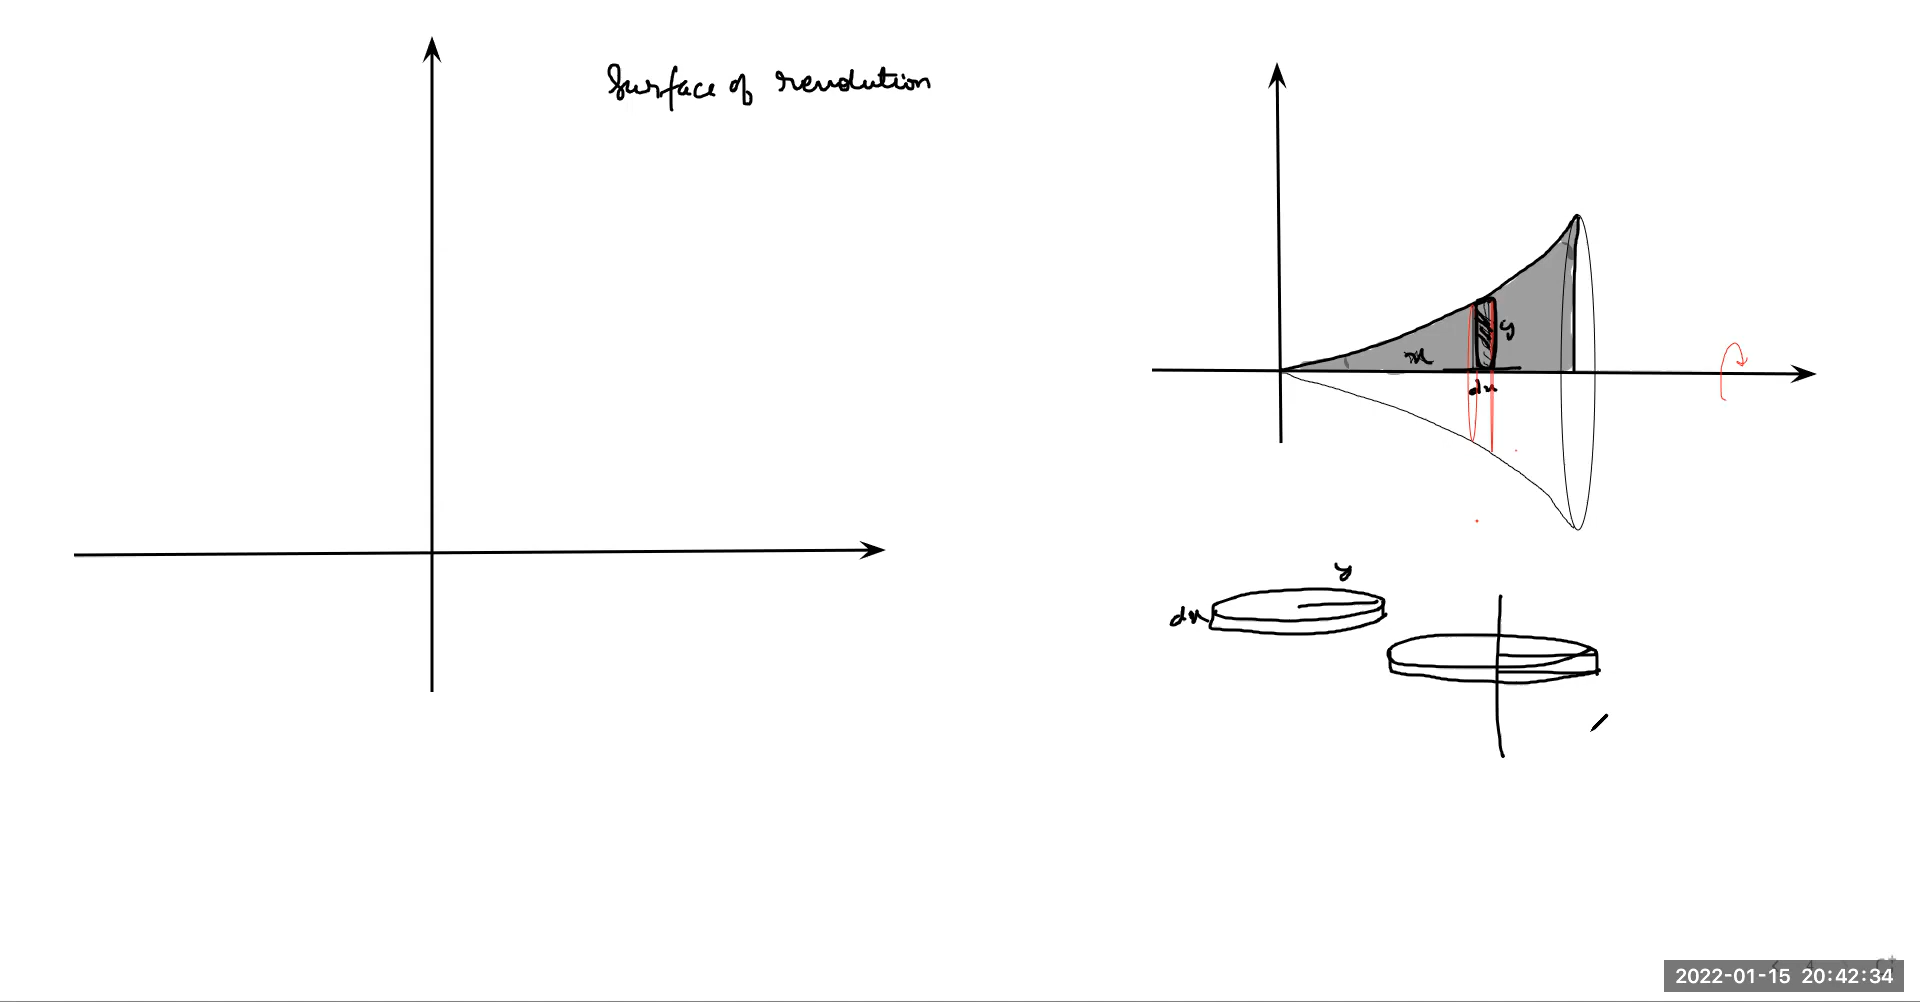 Surface of revolution
y
x
dx
y
dx
2022-01-15 20:42:34